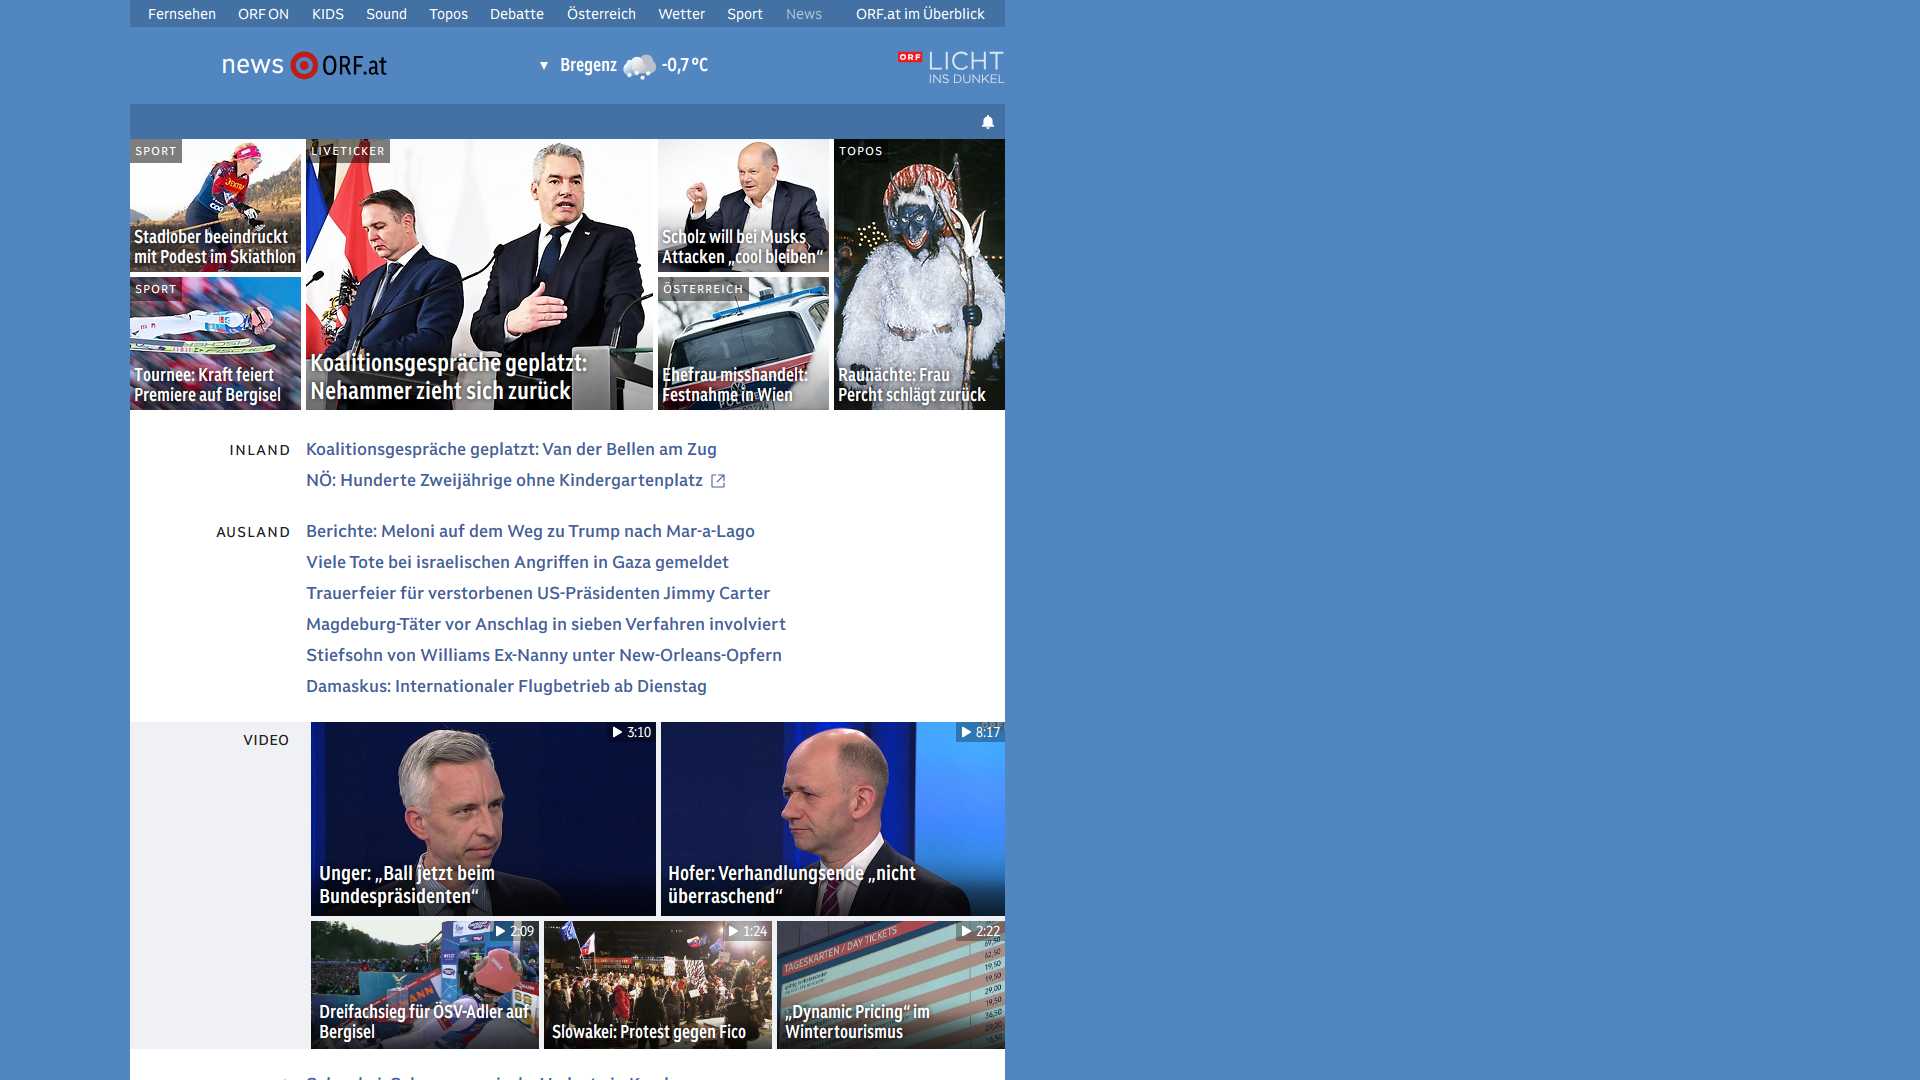 Fernsehen ORF ON KIDS Sound Topos Debatte Österreich Wetter Sport News ORF.at im Überblick
news ORF.at
▼ Bregenz -0,7 °C
ORF LICHT
INS DUNKEL
SPORT
Stadlober beeindruckt
mit Podest im Skiathlon
SPORT
Tournee: Kraft feiert
Premiere auf Bergisel
LIVETICKER
Koalitionsgespräche geplatzt:
Nehammer zieht sich zurück
Scholz will bei Musks
Attacken „cool bleiben“
ÖSTERREICH
Ehefrau misshandelt:
Festnahme in Wien
TOPOS
Raunächte: Frau
Percht schlägt zurück
INLAND
Koalitionsgespräche geplatzt: Van der Bellen am Zug
NÖ: Hunderte Zweijährige ohne Kindergartenplatz
AUSLAND
Berichte: Meloni auf dem Weg zu Trump nach Mar-a-Lago
Viele Tote bei israelischen Angriffen in Gaza gemeldet
Trauerfeier für verstorbenen US-Präsidenten Jimmy Carter
Magdeburg-Täter vor Anschlag in sieben Verfahren involviert
Stiefsohn von Williams Ex-Nanny unter New-Orleans-Opfern
Damaskus: Internationaler Flugbetrieb ab Dienstag
VIDEO
3:10
Unger: „Ball jetzt beim
Bundespräsidenten“
8:17
Hofer: Verhandlungsende „nicht
überraschend“
2:09
Dreifachsieg für ÖSV-Adler auf
Bergisel
1:24
Slowakei: Protest gegen Fico
2:22
TAGESKARTEN / DAY TICKETS
„Dynamic Pricing“ im
Wintertourismus